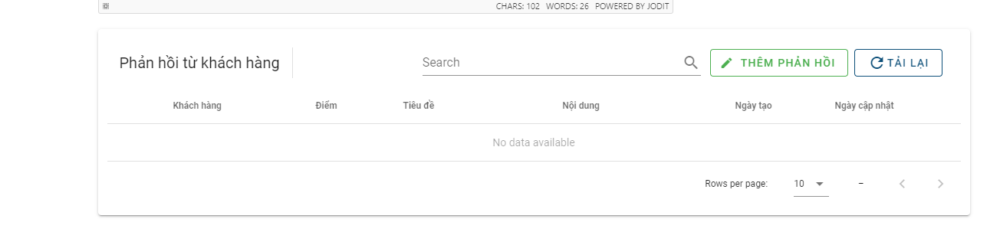 CHARS: 102 WORDS: 26 POWERED BY JODIT
Phản hồi từ khách hàng Search THÊM PHẢN HỒI TẢI LẠI
Khách hàng Điểm Tiêu đề Nội dung Ngày tạo Ngày cập nhật
No data available
Rows per page: 10 –